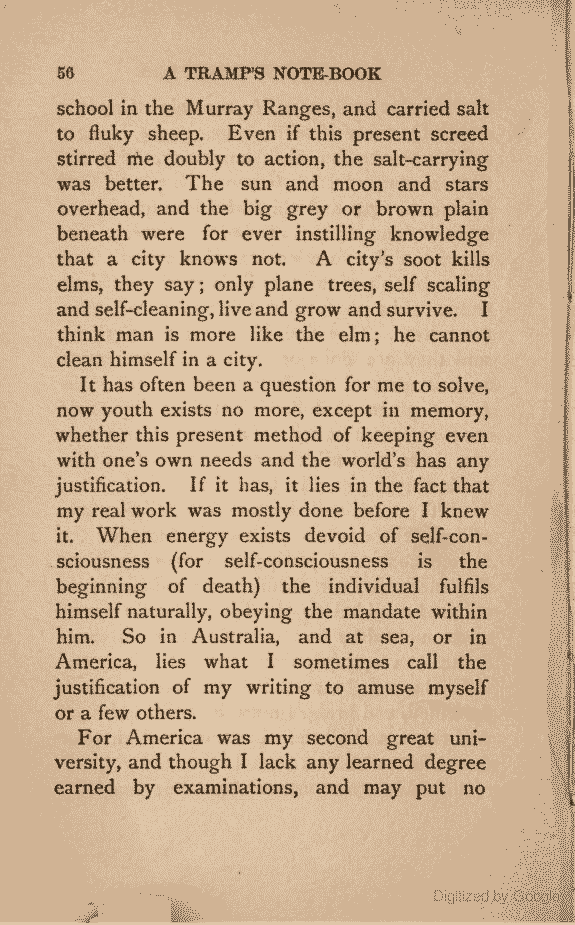 56 A TRAMP'S NOTE-BOOK
school in the Murray Ranges, and carried salt
to fluky sheep. Even if this present screed
stirred me doubly to action, the salt-carrying
was better. The sun and moon and stars
overhead, and the big grey or brown plain
beneath were for ever instilling knowledge
that a city knows not. A city's soot kills
elms, they say; only plane trees, self scaling
and self-cleaning, live and grow and survive. I
think man is more like the elm; he cannot
clean himself in a city.
It has often been a question for me to solve,
now youth exists no more, except in memory,
whether this present method of keeping even
with one's own needs and the world's has any
justification. If it has, it lies in the fact that
my real work was mostly done before I knew
it. When energy exists devoid of self-con-
sciousness (for self-consciousness is the
beginning of death) the individual fulfils
himself naturally, obeying the mandate within
him. So in Australia, and at sea, or in
America, lies what I sometimes call the
justification of my writing to amuse myself
or a few others.
For America was my second great uni-
versity, and though I lack any learned degree
earned by examinations, and may put no
Digitized by Google